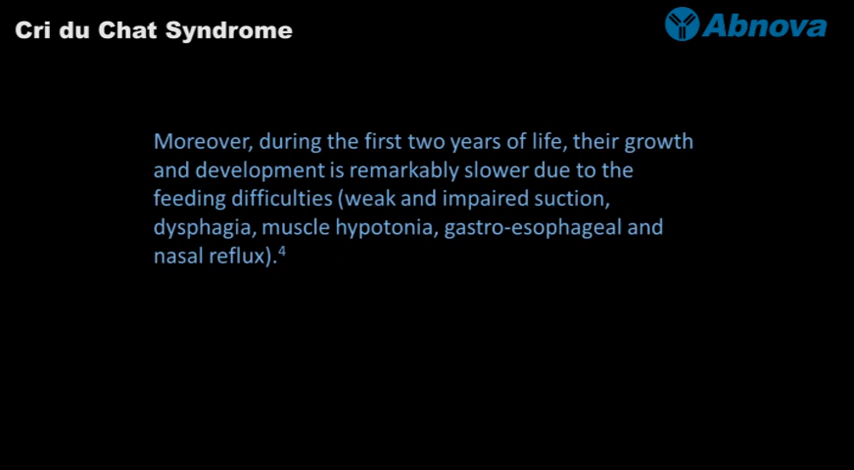 Cri du Chat Syndrome
Abnova
Moreover, during the first two years of life, their growth
and development is remarkably slower due to the
feeding difficulties (weak and impaired suction,
dysphagia, muscle hypotonia, gastro-esophageal and
nasal reflux).⁴